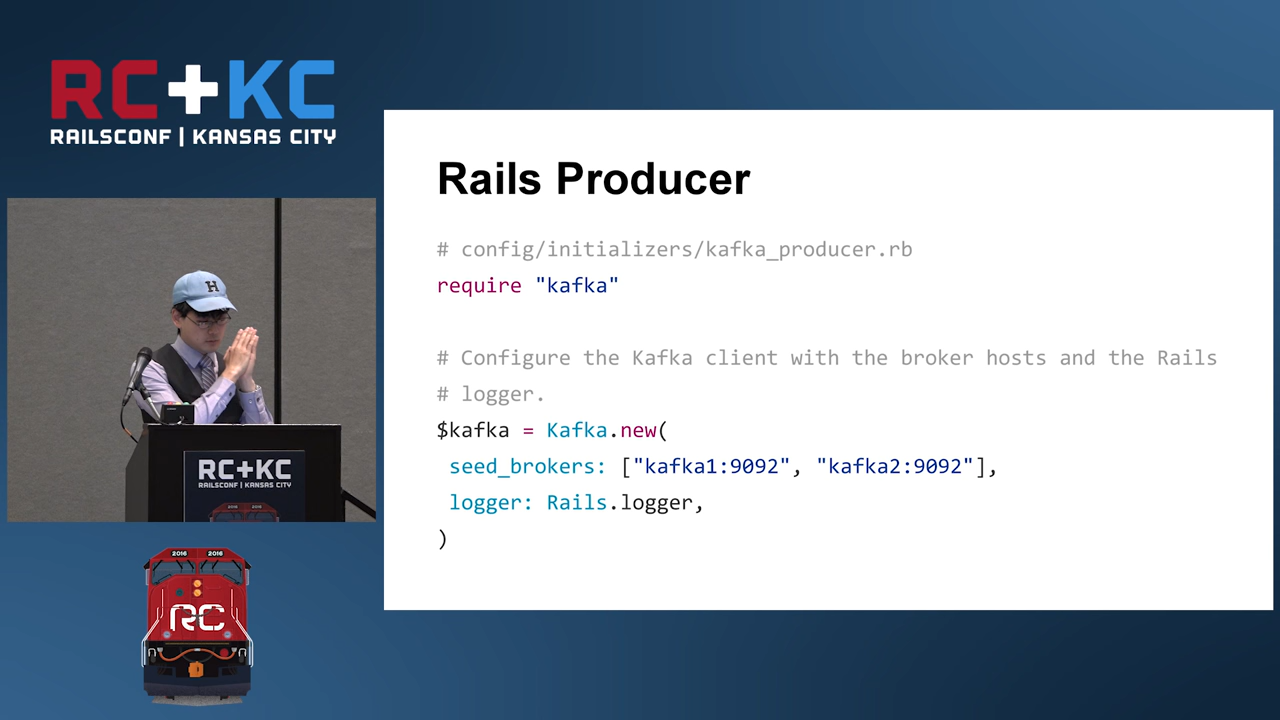 RC+KC
RAILSCONF | KANSAS CITY
Rails Producer
# config/initializers/kafka_producer.rb
require "kafka"
# Configure the Kafka client with the broker hosts and the Rails
# logger.
$kafka = Kafka.new(
 seed_brokers: ["kafka1:9092", "kafka2:9092"],
 logger: Rails.logger,
)
H
RC+KC
RAILSCONF | KANSAS CITY
2016 2016
RC